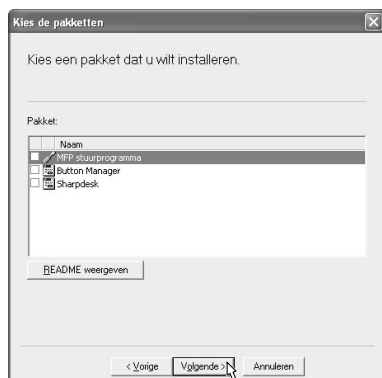 Kies de pakketten
Kies een pakket dat u wilt installeren.
Pakket:
Naam
MFP stuurprogramma
Button Manager
Sharpdesk
README weergeven
< Vorige
Volgende >
Annuleren